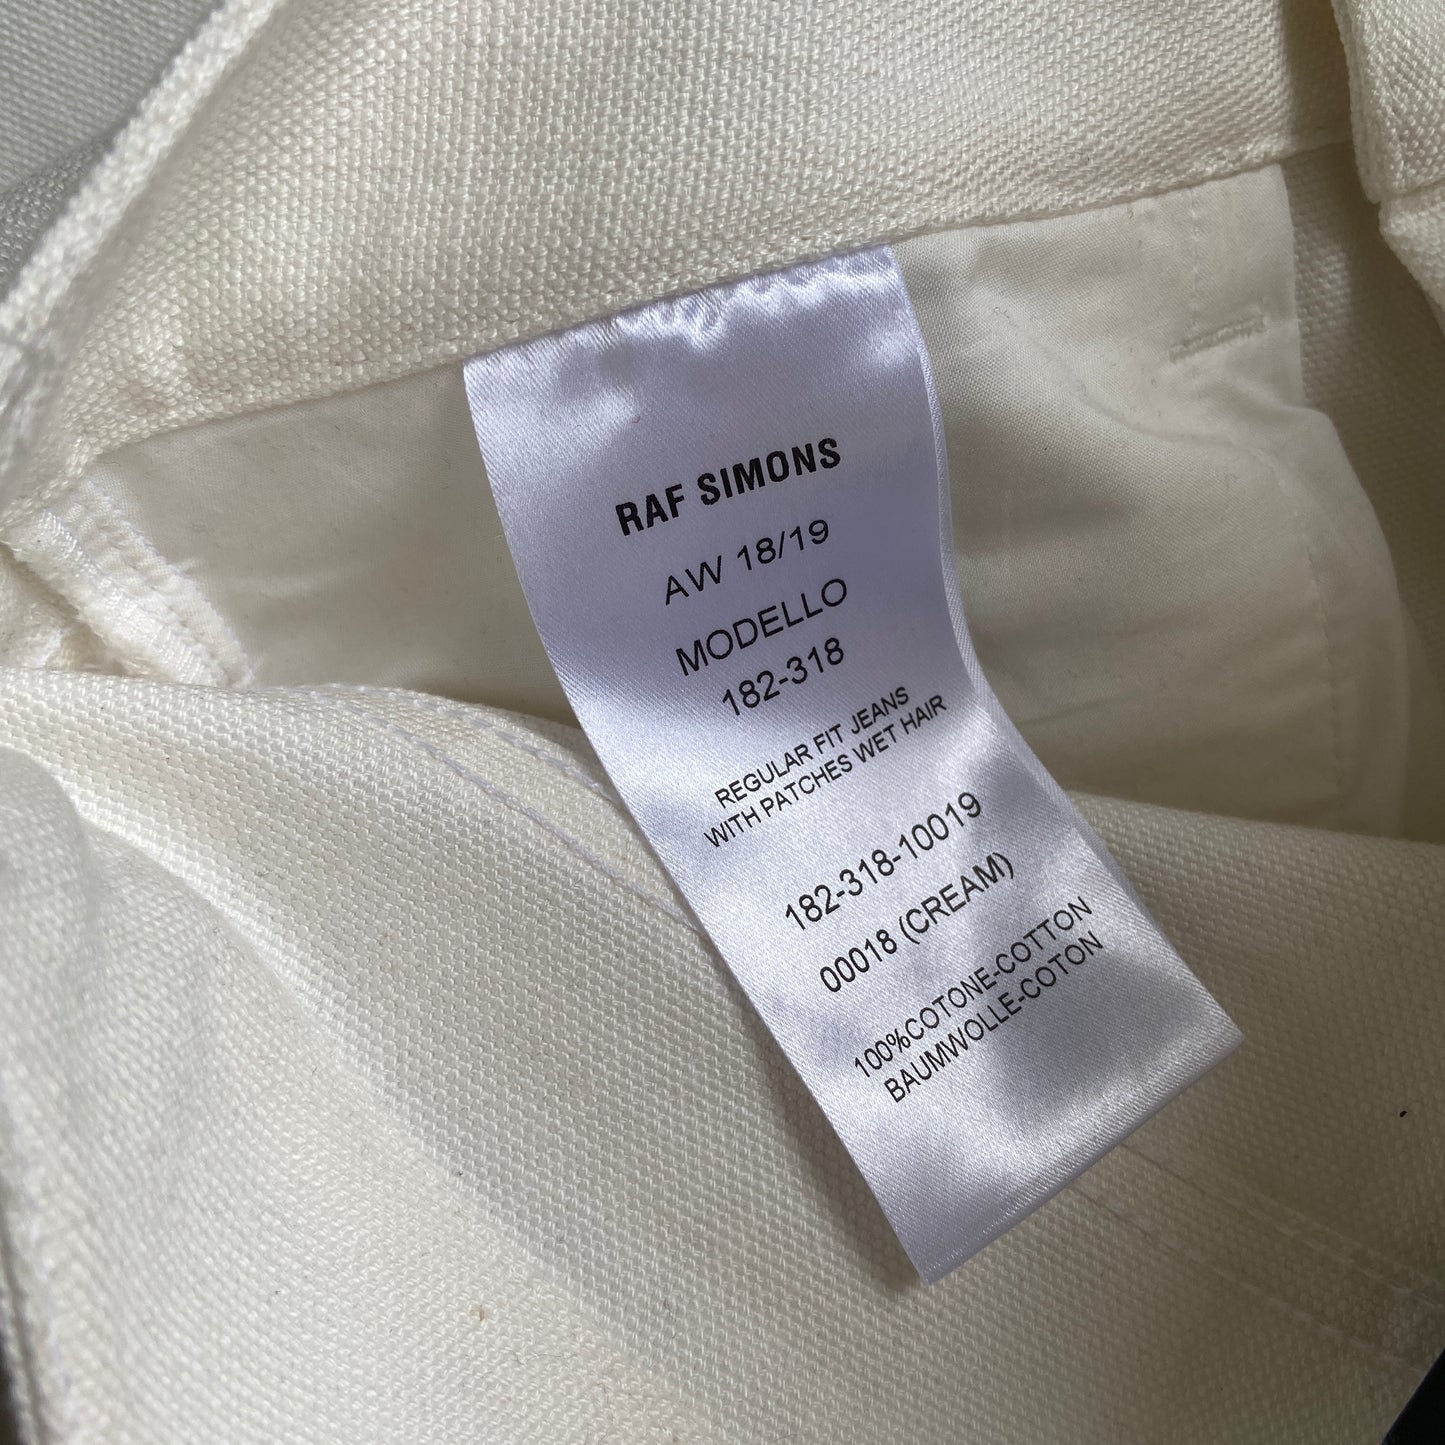 RAF SIMONS
AW 18/19
MODELLO
182-318
REGULAR FIT JEANS
WITH PATCHES WET HAIR
182-318-10019
00018 (CREAM)
100%COTONE-COTTON
BAUMWOLLE-COTON